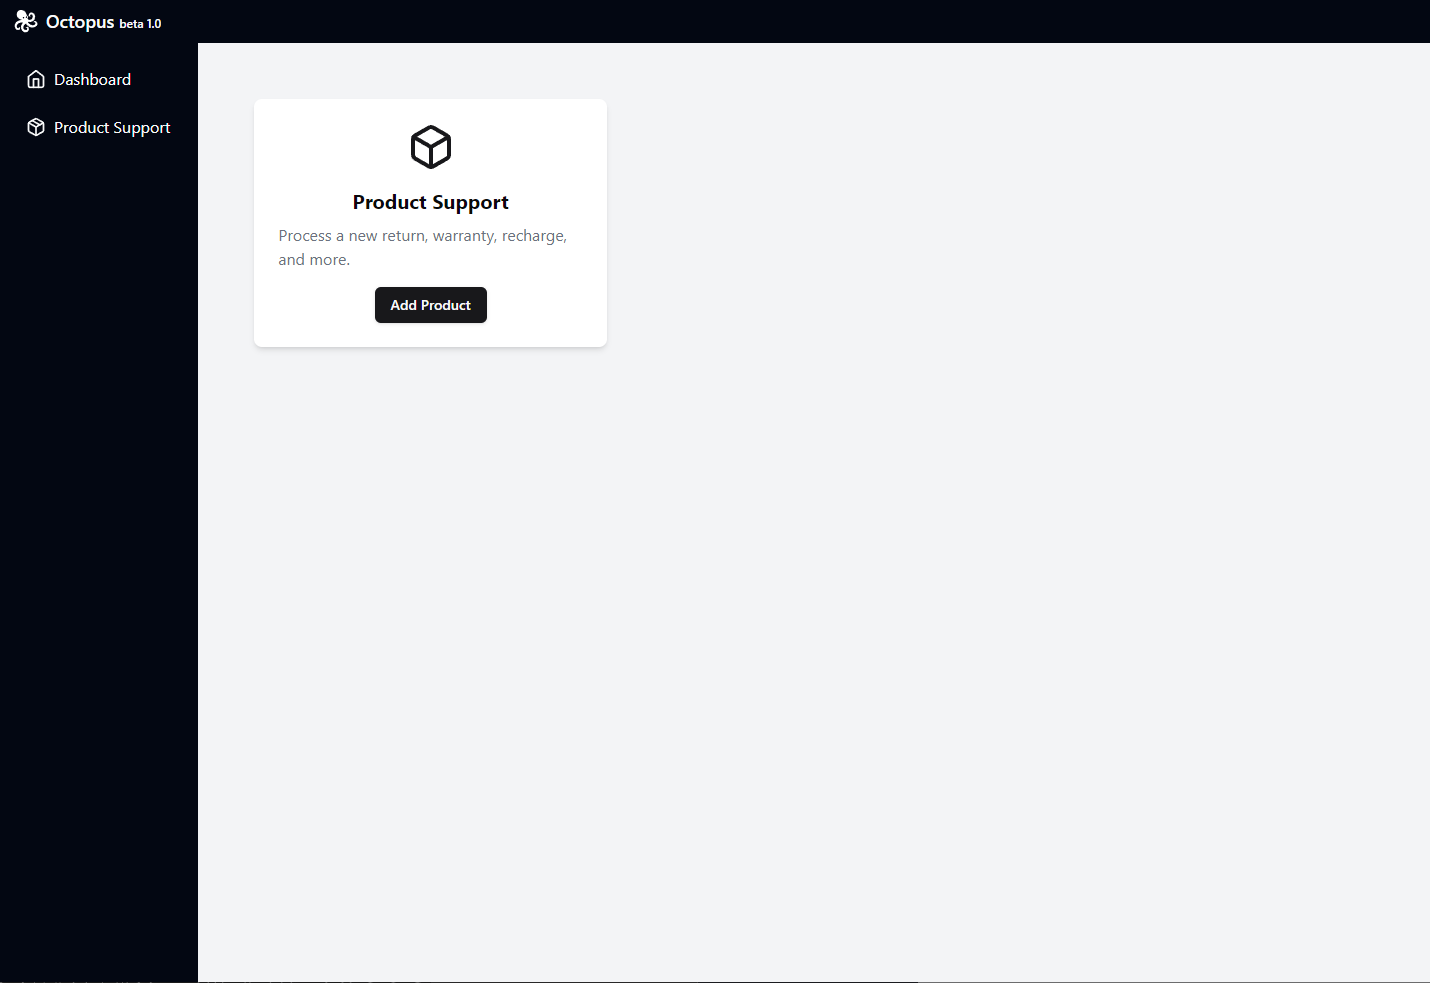 Octopus beta 1.0
Dashboard
Product Support
Product Support
Process a new return, warranty, recharge,
and more.
Add Product